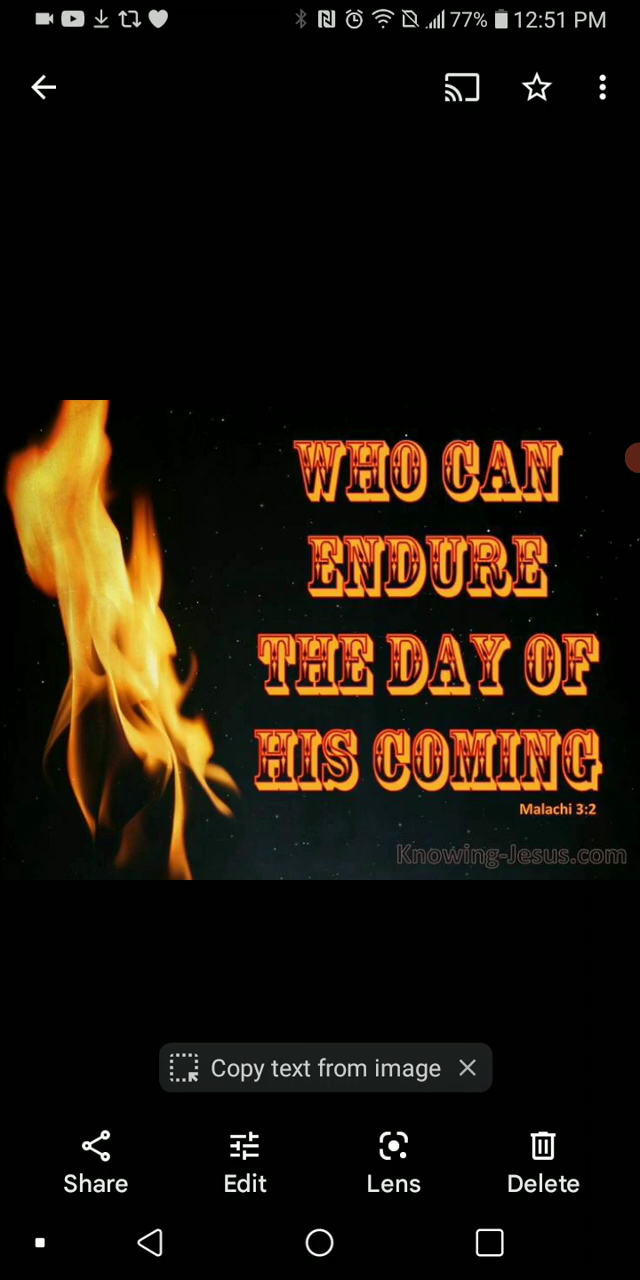 77% 12:51 PM
WHO CAN
ENDURE
THE DAY OF
HIS COMING
Malachi 3:2
Knowing-Jesus.com
Copy text from image
Share Edit Lens Delete